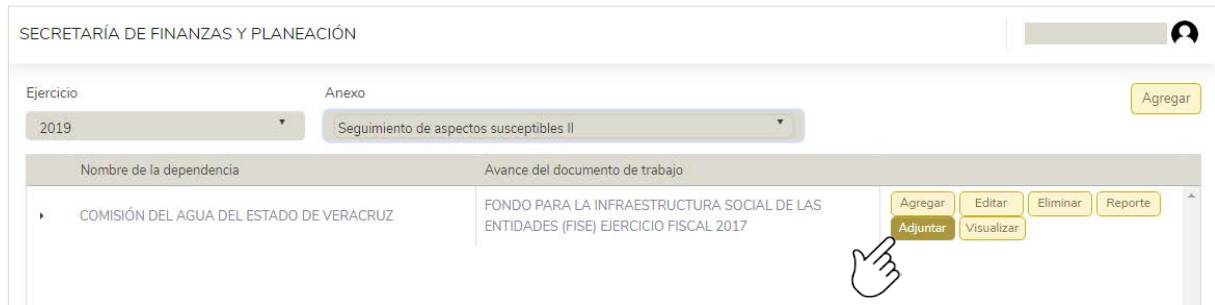 SECRETARÍA DE FINANZAS Y PLANEACIÓN
Ejercicio
Anexo
Agregar
2019
Seguimiento de aspectos susceptibles II
Nombre de la dependencia
Avance del documento de trabajo
COMISIÓN DEL AGUA DEL ESTADO DE VERACRUZ
FONDO PARA LA INFRAESTRUCTURA SOCIAL DE LAS
ENTIDADES (FISE) EJERCICIO FISCAL 2017
Agregar Editar Eliminar Reporte
Adjuntar Visualizar